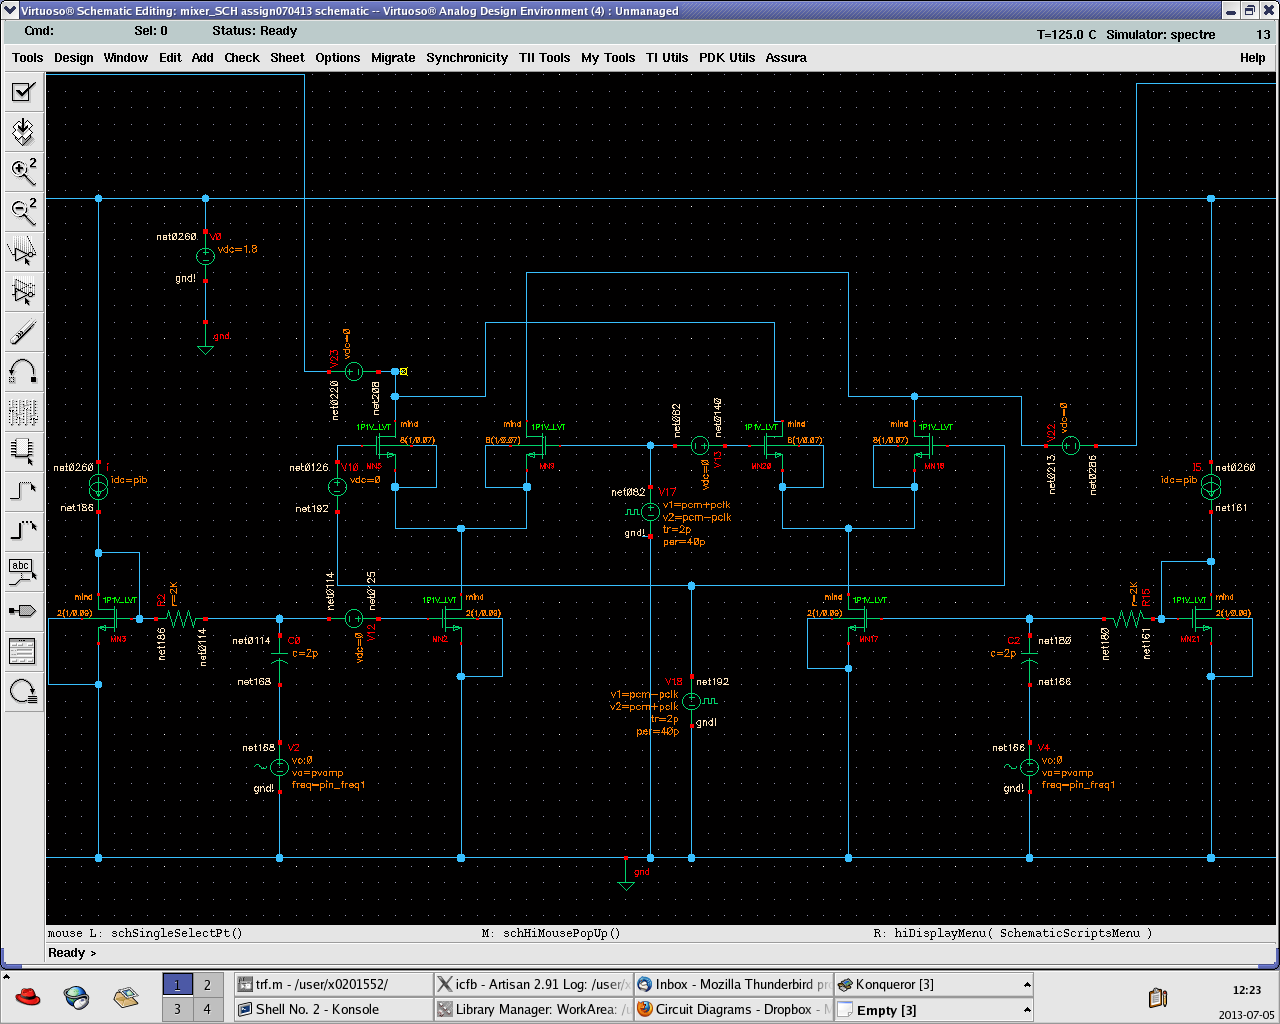 Virtuoso® Schematic Editing: mixer_SCH assign070413 schematic -- Virtuoso® Analog Design Environment (4) : Unmanaged
Cmd: Sel: 0 Status: Ready T=125.0 C Simulator: spectre 13
Tools Design Window Edit Add Check Sheet Options Migrate Synchronicity TII Tools My Tools TI Utils PDK Utils Assura Help
net0260 V0
vdc=1.8
gnd!
gnd
V23
vdc=0
net0220
net208
1P1V_LVT mind
8(1/0.07)
1P1V_LVT mind
8(1/0.07)
MN9
net062
net0140
V13
vdc=0
1P1V_LVT mind
8(1/0.07)
MN20
1P1V_LVT mind
8(1/0.07)
V22
vdc=0
net0213
net0286
net0260
idc=pib
net186
net0126
V10
vdc=0
net192
net082
V17
v1=pcm+pclk
v2=pcm-pclk
tr=2p
per=40p
gnd!
I5
net0260
idc=pib
net161
mind
1P1V_LVT
2(1/0.09)
MN3
R2
r=2K
net186
net0114
net0114
net0125
V12
vdc=0
mind
1P1V_LVT
2(1/0.09)
MN2
net0114
C0
c=2p
net168
mind
1P1V_LVT
2(1/0.09)
MN17
C2
net180
c=2p
net166
r=2K
R15
net180
net161
mind
1P1V_LVT
2(1/0.09)
MN21
V18
net192
v1=pcm-pclk
v2=pcm+pclk
tr=2p
per=40p
gnd!
net168
V2
vo:0
va=pvamp
freq=pin_freq1
gnd!
net166
V4
vo:0
va=pvamp
freq=pin_freq1
gnd!
gnd
mouse L: schSingleSelectPt() M: schHiMousePopUp() R: hiDisplayMenu( SchematicScriptsMenu )
Ready >
1 2
3 4
trf.m - /user/x0201552/
icfb - Artisan 2.91 Log: /user/x
Inbox - Mozilla Thunderbird
Konqueror [3]
Shell No. 2 - Konsole
Library Manager: WorkArea: /u
Circuit Diagrams - Dropbox - M
Empty [3]
12:23
2013-07-05